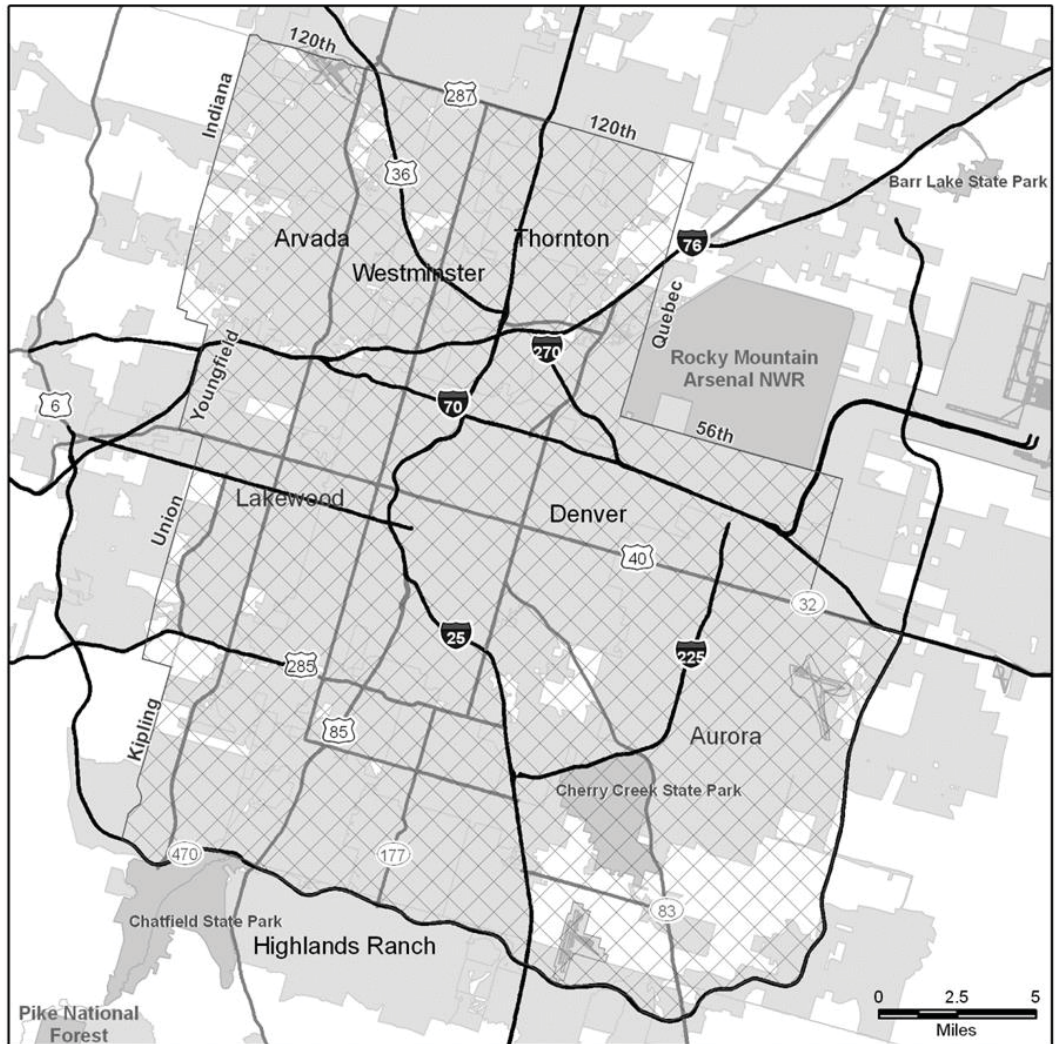 120th
287
120th
Indiana
36
Barr Lake State Park
Arvada
Thornton
76
Westminster
Quebec
270
Rocky Mountain
Arsenal NWR
Youngfield
6
70
56th
Lakewood
Union
Denver
40
32
25
225
285
Kipling
85
Aurora
Cherry Creek State Park
470
177
83
Chatfield State Park
Highlands Ranch
0 2.5 5
Miles
Pike National
Forest